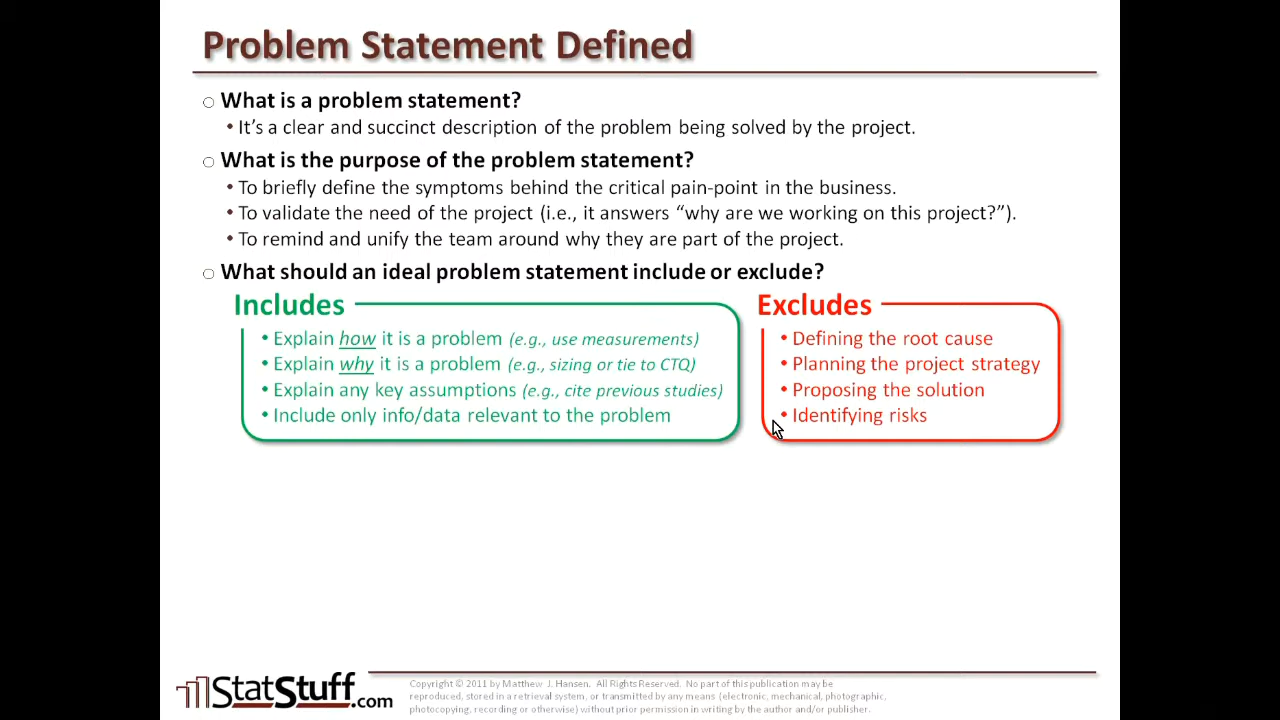 Problem Statement Defined
What is a problem statement?
• It’s a clear and succinct description of the problem being solved by the project.
What is the purpose of the problem statement?
• To briefly define the symptoms behind the critical pain-point in the business.
• To validate the need of the project (i.e., it answers “why are we working on this project?”).
• To remind and unify the team around why they are part of the project.
What should an ideal problem statement include or exclude?
Includes
• Explain how it is a problem (e.g., use measurements)
• Explain why it is a problem (e.g., sizing or tie to CTQ)
• Explain any key assumptions (e.g., cite previous studies)
• Include only info/data relevant to the problem
Excludes
• Defining the root cause
• Planning the project strategy
• Proposing the solution
• Identifying risks
StatStuff.com
Copyright © 2011 by Matthew J. Hansen. All Rights Reserved. No part of this publication may be
reproduced, stored in a retrieval system, or transmitted by any means (electronic, mechanical, photographic,
photocopying, recording or otherwise) without prior permission in writing by the author and/or publisher.